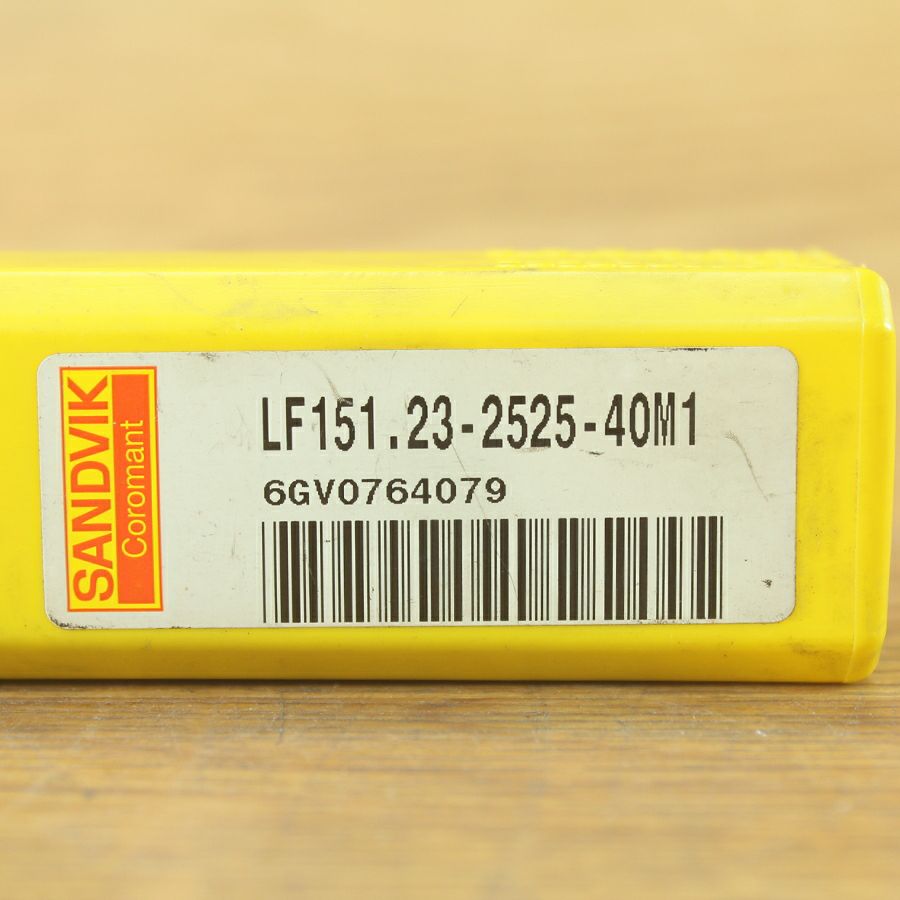 SANDVIK
Coromant
LF151.23-2525-40M1
6GV0764079